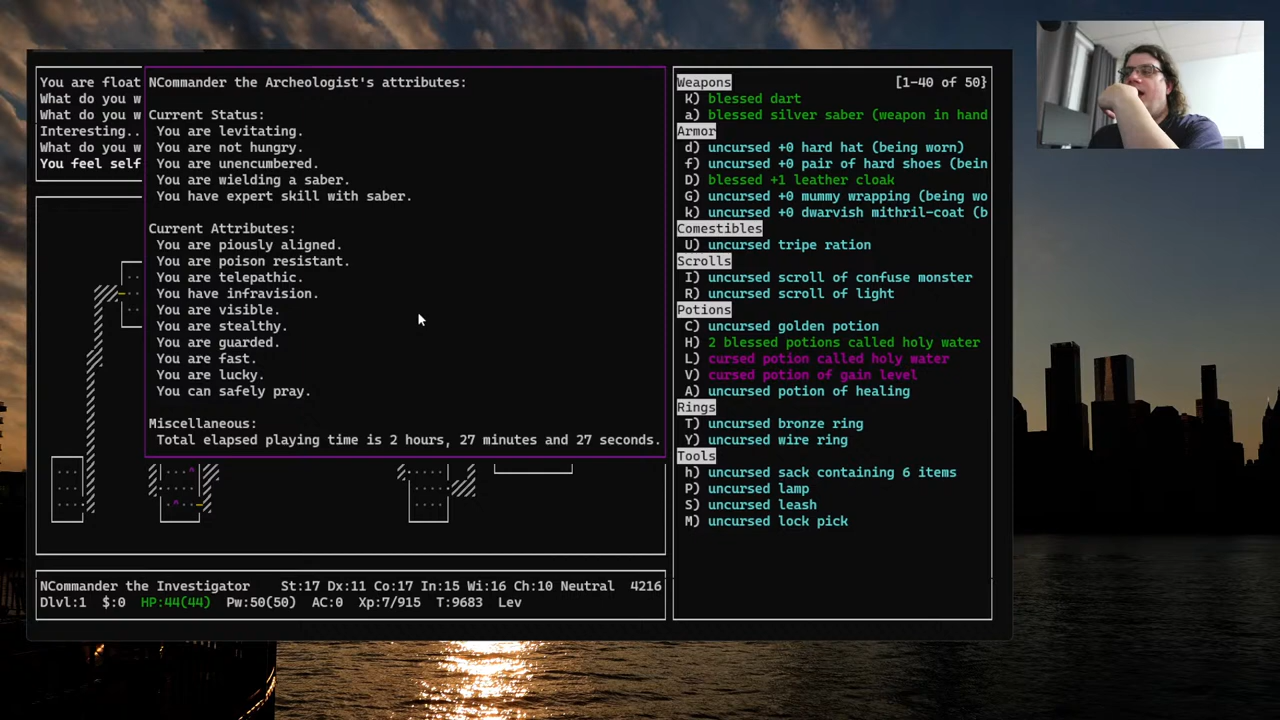 You are float
What do you w
What do you w
Interesting..
What do you w
You feel self
NCommander the Archeologist's attributes:
Current Status:
You are levitating.
You are not hungry.
You are unencumbered.
You are wielding a saber.
You have expert skill with saber.
Current Attributes:
You are piously aligned.
You are poison resistant.
You are telepathic.
You have infravision.
You are visible.
You are stealthy.
You are guarded.
You are fast.
You are lucky.
You can safely pray.
Miscellaneous:
Total elapsed playing time is 2 hours, 27 minutes and 27 seconds.
NCommander the Investigator St:17 Dx:11 Co:17 In:15 Wi:16 Ch:10 Neutral 4216
Dlvl:1 $:0 HP:44(44) Pw:50(50) AC:0 Xp:7/915 T:9683 Lev
Weapons [1-40 of 50}
K) blessed dart
a) blessed silver saber (weapon in hand
Armor
d) uncursed +0 hard hat (being worn)
f) uncursed +0 pair of hard shoes (bein
D) blessed +1 leather cloak
G) uncursed +0 mummy wrapping (being wo
k) uncursed +0 dwarvish mithril-coat (b
Comestibles
U) uncursed tripe ration
Scrolls
I) uncursed scroll of confuse monster
R) uncursed scroll of light
Potions
C) uncursed golden potion
H) 2 blessed potions called holy water
L) cursed potion called holy water
V) cursed potion of gain level
A) uncursed potion of healing
Rings
T) uncursed bronze ring
Y) uncursed wire ring
Tools
h) uncursed sack containing 6 items
P) uncursed lamp
S) uncursed leash
M) uncursed lock pick